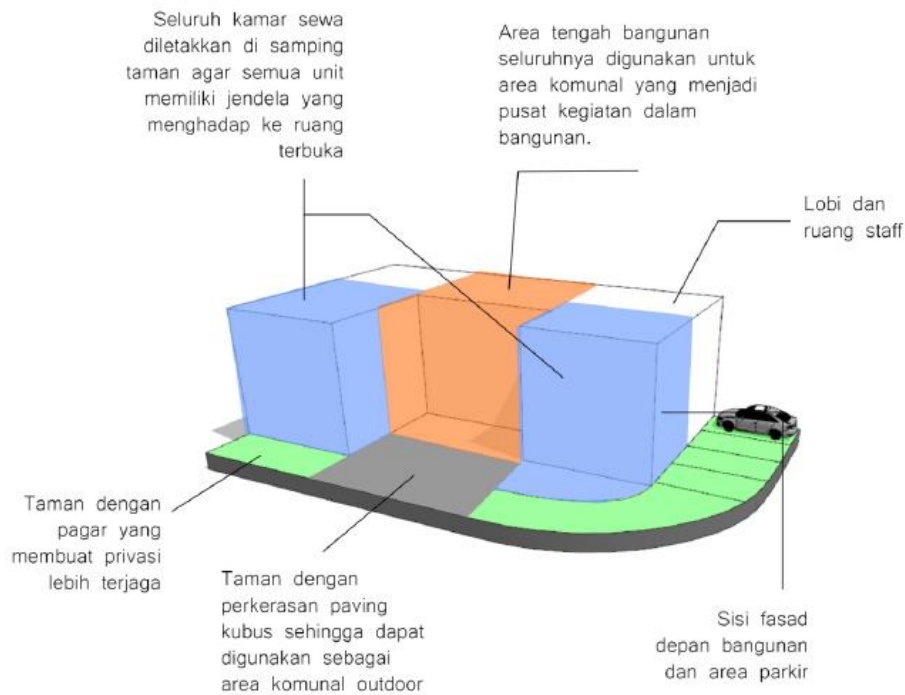 Seluruh kamar sewa
diletakkan di samping
taman agar semua unit
memiliki jendela yang
menghadap ke ruang
terbuka
Area tengah bangunan
seluruhnya digunakan untuk
area komunal yang menjadi
pusat kegiatan dalam
bangunan.
Lobi dan
ruang staff
Taman dengan
pagar yang
membuat privasi
lebih terjaga
Taman dengan
perkerasan paving
kubus sehingga dapat
digunakan sebagai
area komunal outdoor
Sisi fasad
depan bangunan
dan area parkir